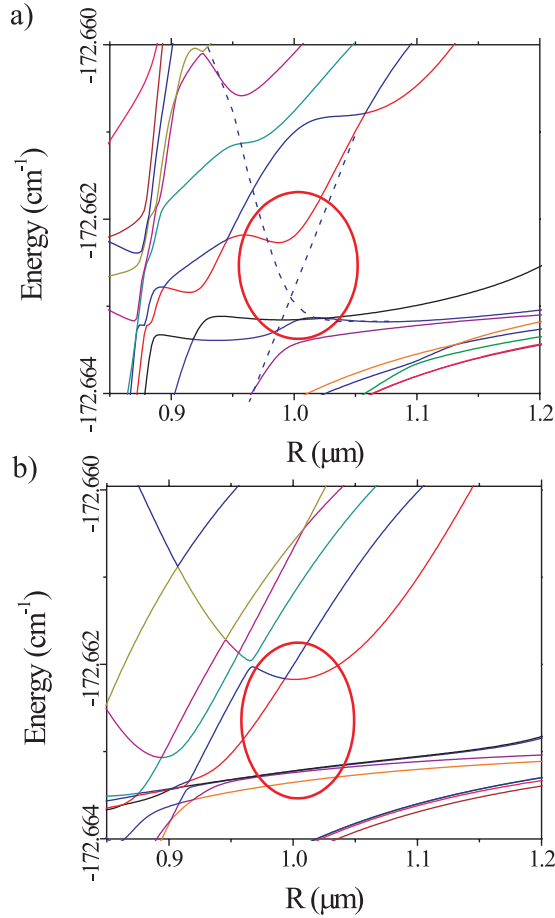 a)
-172.660
-172.662
-172.664
Energy (cm⁻¹)
0.9 1.0 1.1 1.2
R (μm)
b)
-172.660
-172.662
-172.664
Energy (cm⁻¹)
0.9 1.0 1.1 1.2
R (μm)